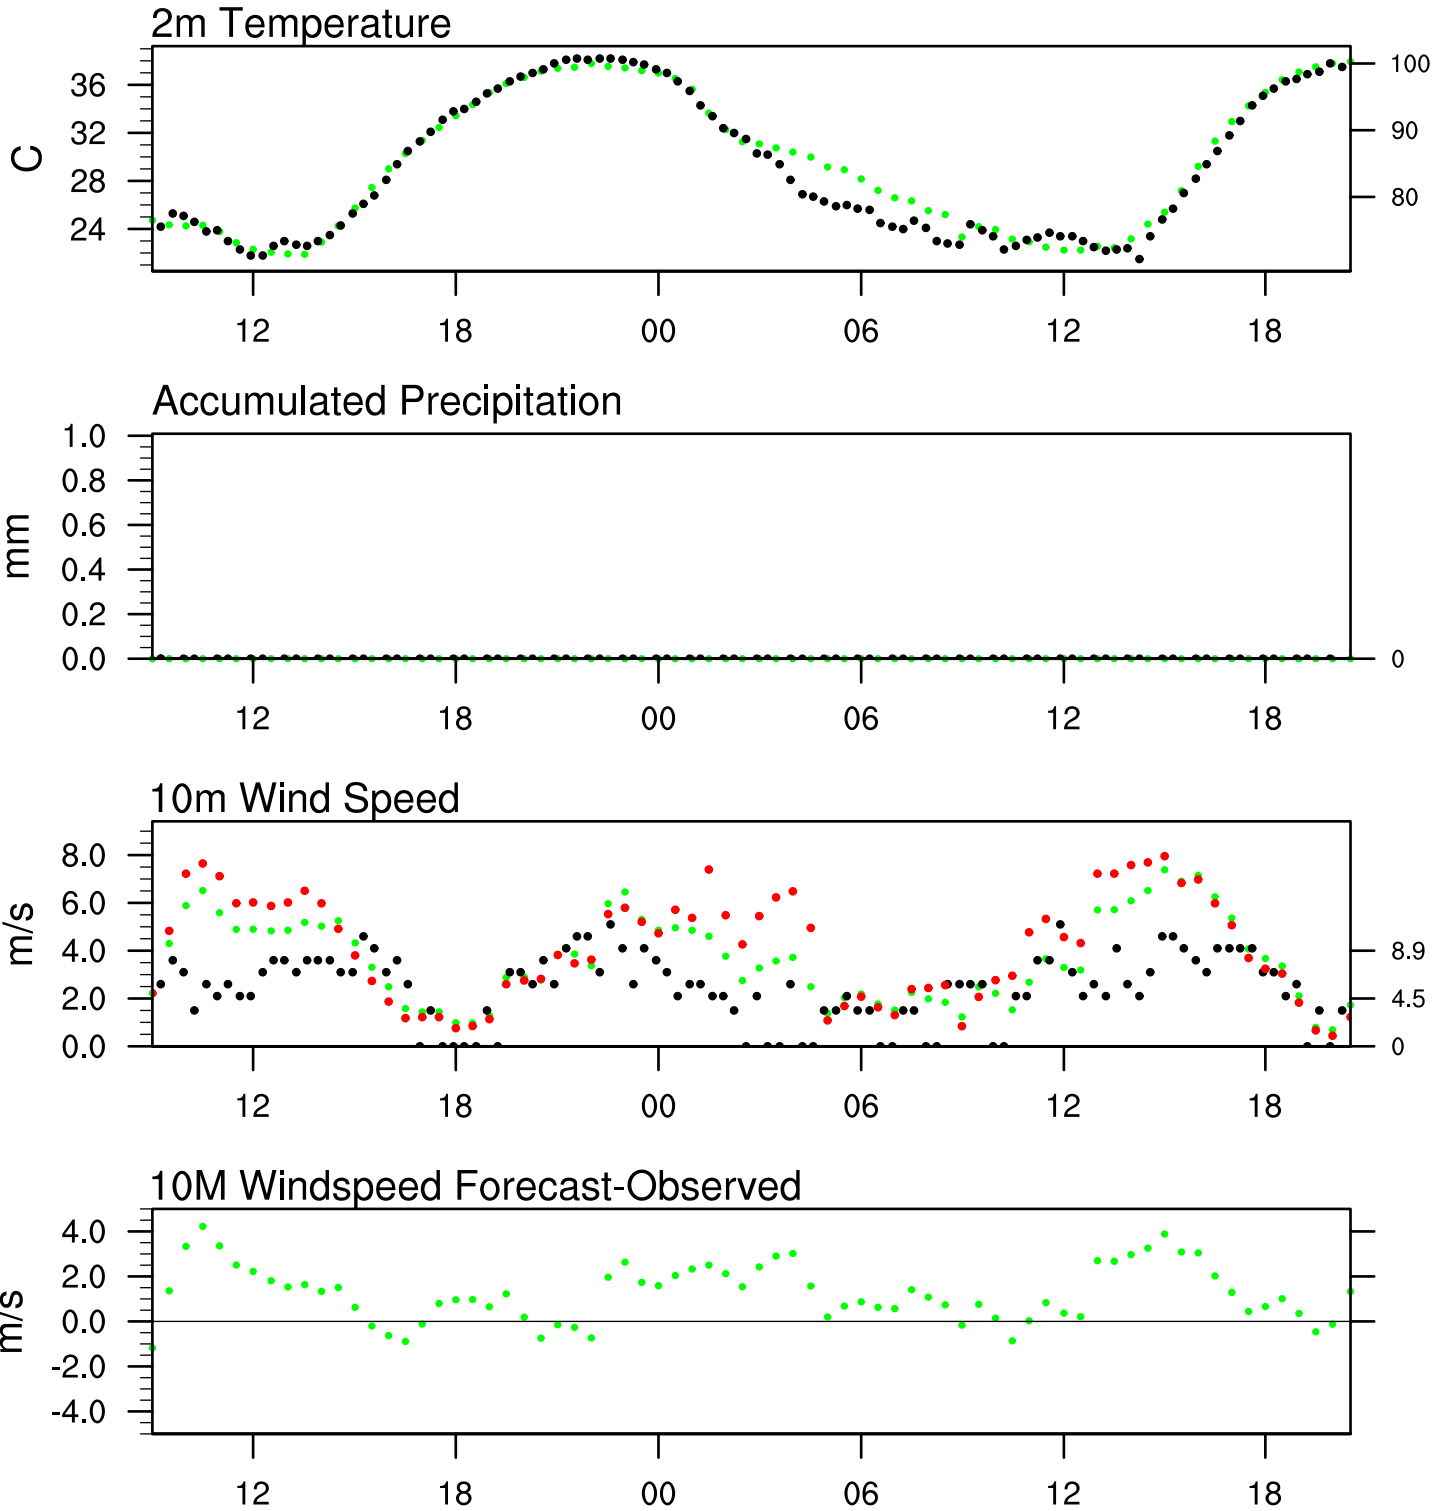 2m Temperature
C
36
32
28
24
100
90
80
12 18 00 06 12 18
Accumulated Precipitation
mm
1.0
0.8
0.6
0.4
0.2
0.0
0
12 18 00 06 12 18
10m Wind Speed
m/s
8.0
6.0
4.0
2.0
0.0
8.9
4.5
0
12 18 00 06 12 18
10M Windspeed Forecast-Observed
m/s
4.0
2.0
0.0
-2.0
-4.0
12 18 00 06 12 18